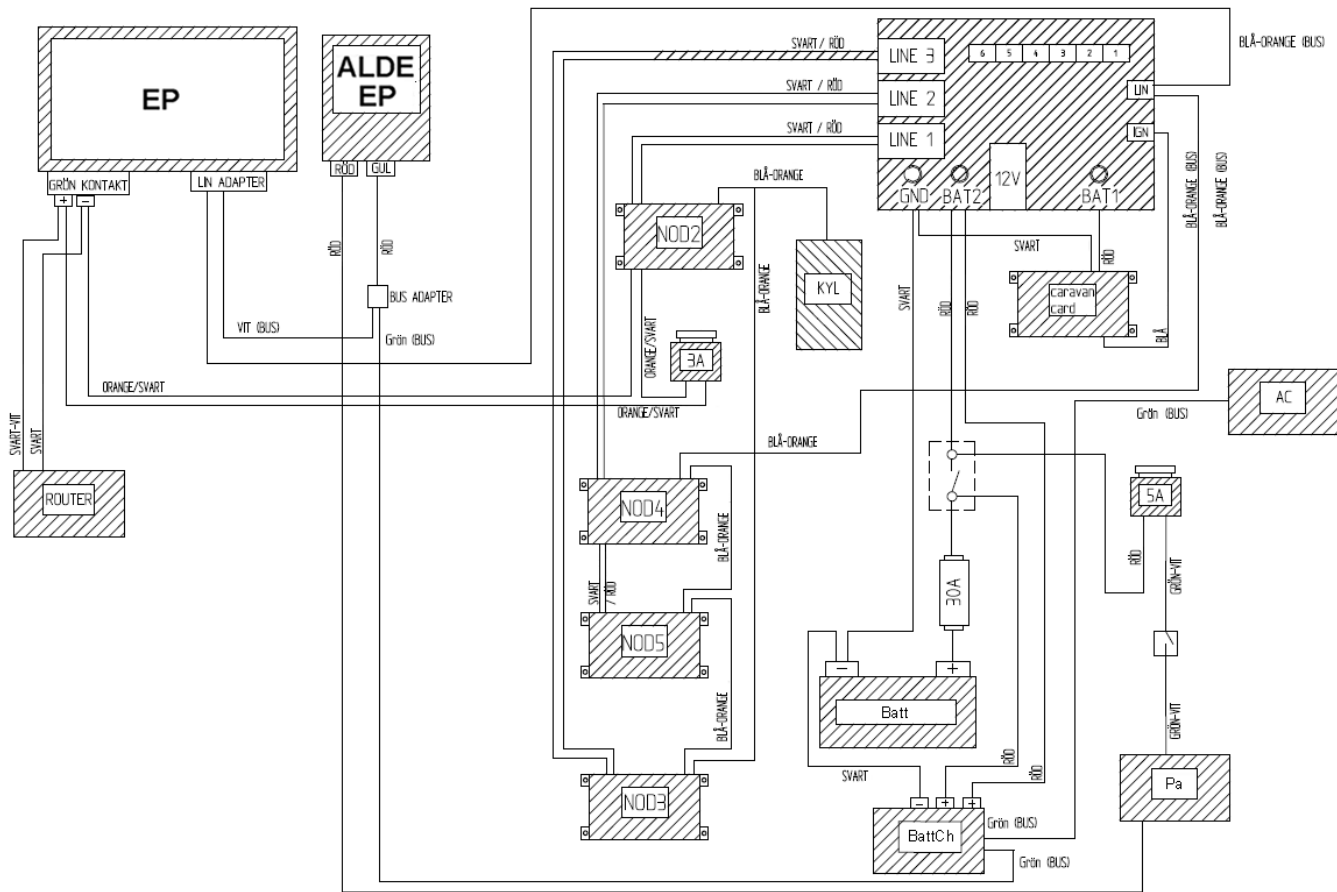 EP
ALDE
EP
RÖD
GUL
GRÖN KONTAKT
LIN ADAPTER
+
-
SVART / RÖD
SVART / RÖD
SVART / RÖD
LINE 3
LINE 2
LINE 1
6 5 4 3 2 1
LIN
IGN
GND
BAT2
12V
BAT1
BLÅ-ORANGE (BUS)
BLÅ-ORANGE (BUS)
BLÅ-ORANGE (BUS)
BLÅ-ORANGE
NOD2
KYL
BLÅ-ORANGE
SVART
RÖD
caravan
card
BLÅ
SVART
RÖD
RÖD
RÖD
RÖD
BUS ADAPTER
VIT (BUS)
Grön (BUS)
ORANGE/SVART
3A
ORANGE/SVART
ORANGE/SVART
SVART-VIT
SVART
ROUTER
BLÅ-ORANGE
Grön (BUS)
AC
NOD4
BLÅ-ORANGE
SVART
/ RÖD
NOD5
BLÅ-ORANGE
NOD3
5A
RÖD
GRÖN-VIT
GRÖN-VIT
30A
-
+
Batt
SVART
RÖD
RÖD
-
+
+
BattCh
Grön (BUS)
Grön (BUS)
Pa